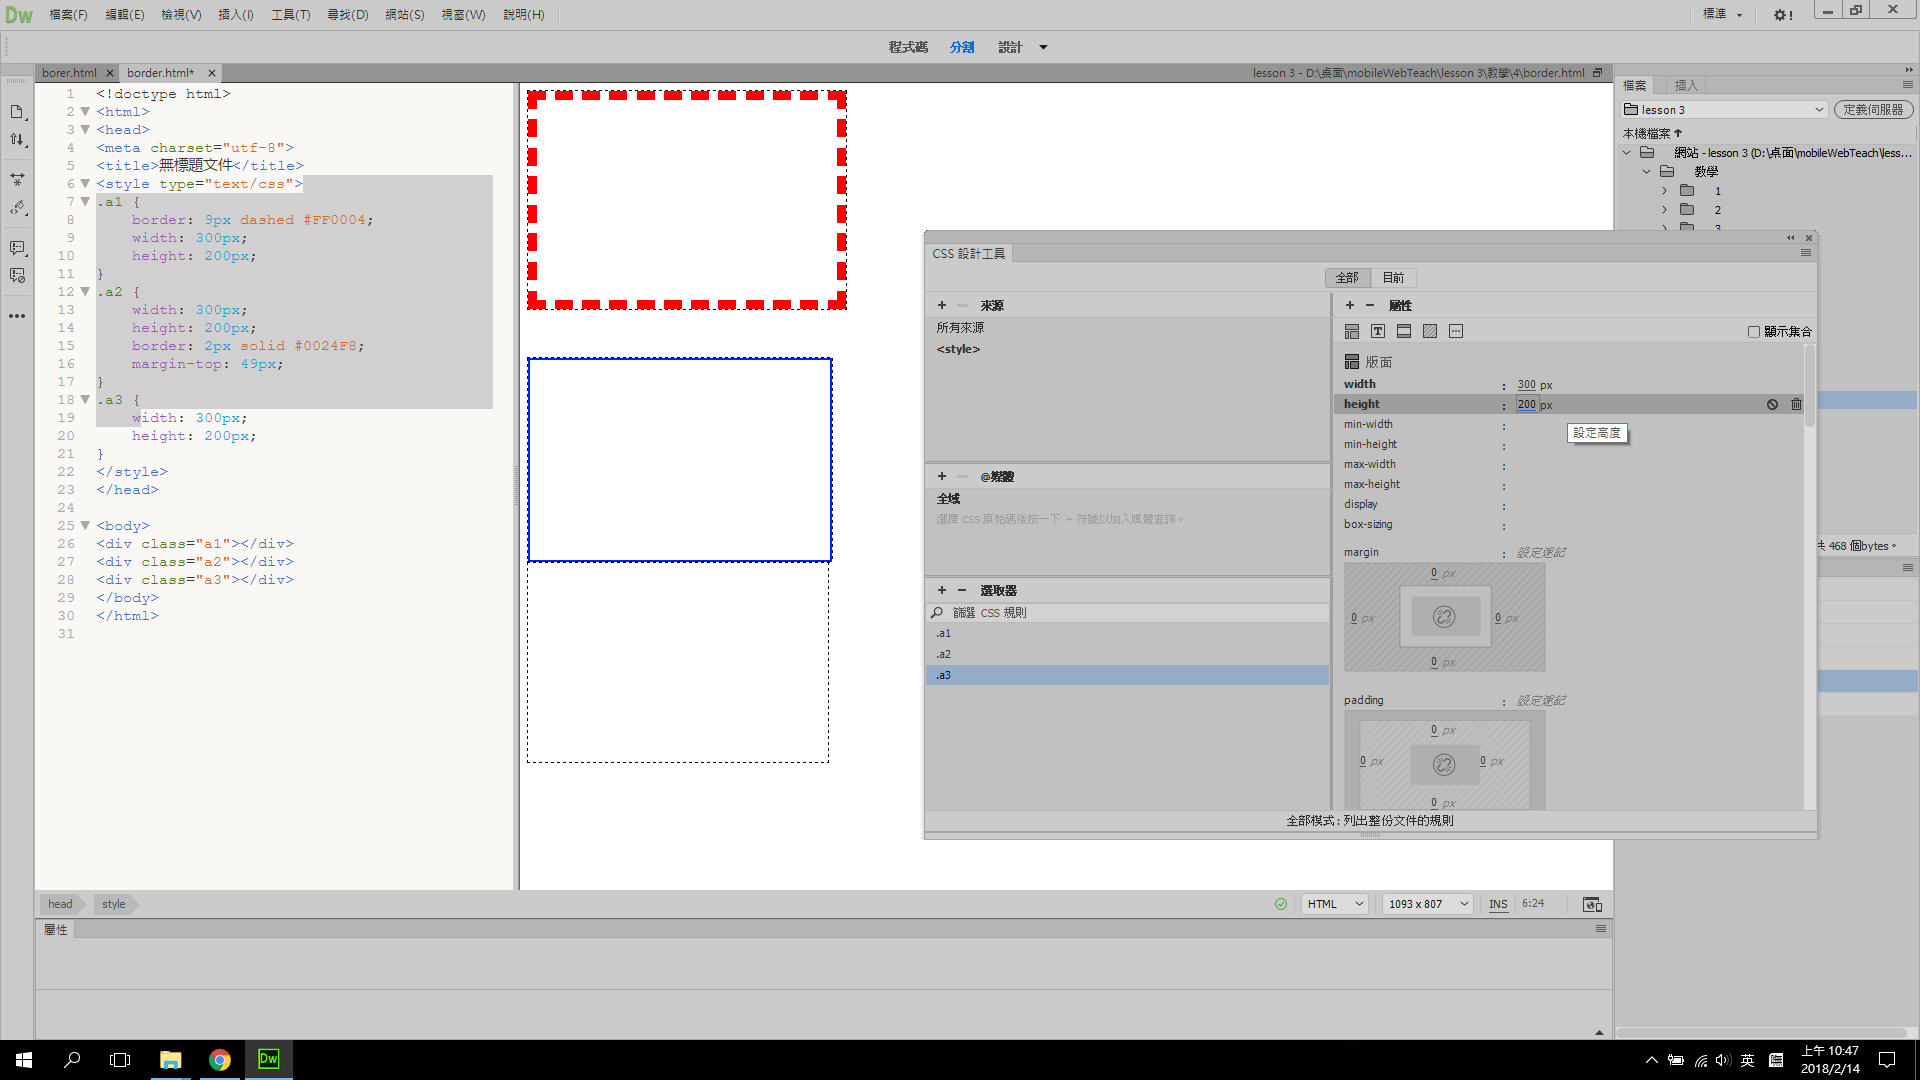 Dw 檔案(F) 編輯(E) 檢視(V) 插入(I) 工具(T) 尋找(D) 網站(S) 視窗(W) 說明(H) 標準
程式碼 分割 設計
borer.html border.html* lesson 3 - D:\桌面\mobileWebTeach\lesson 3\教學\4\border.html
1 <!doctype html>
2 <html>
3 <head>
4 <meta charset="utf-8">
5 <title>無標題文件</title>
6 <style type="text/css">
7 .a1 {
8 border: 9px dashed #FF0004;
9 width: 300px;
10 height: 200px;
11 }
12 .a2 {
13 width: 300px;
14 height: 200px;
15 border: 2px solid #0024F8;
16 margin-top: 49px;
17 }
18 .a3 {
19 width: 300px;
20 height: 200px;
21 }
22 </style>
23 </head>
24
25 <body>
26 <div class="a1"></div>
27 <div class="a2"></div>
28 <div class="a3"></div>
29 </body>
30 </html>
31
CSS 設計工具
全部 目前
+ − 來源
所有來源
<style>
+ − @媒體
全域
選擇 CSS 原始碼後按一下 + 符號以加入媒體查詢。
+ − 選取器
篩選 CSS 規則
.a1
.a2
.a3
+ − 屬性
顯示集合
版面
width : 300 px
height : 200 px
設定高度
min-width :
min-height :
max-width :
max-height :
display :
box-sizing :
margin : 設定速記
0 px
0 px 0 px
0 px
padding : 設定速記
0 px
0 px 0 px
0 px
全部模式 : 列出整份文件的規則
檔案 插入
lesson 3 定義伺服器
本機檔案
網站 - lesson 3 (D:\桌面\mobileWebTeach\less...
教學
1
2
3
共 468 個bytes。
head style HTML 1093 x 807 INS 6:24
屬性
Dw 英 上午 10:47
2018/2/14